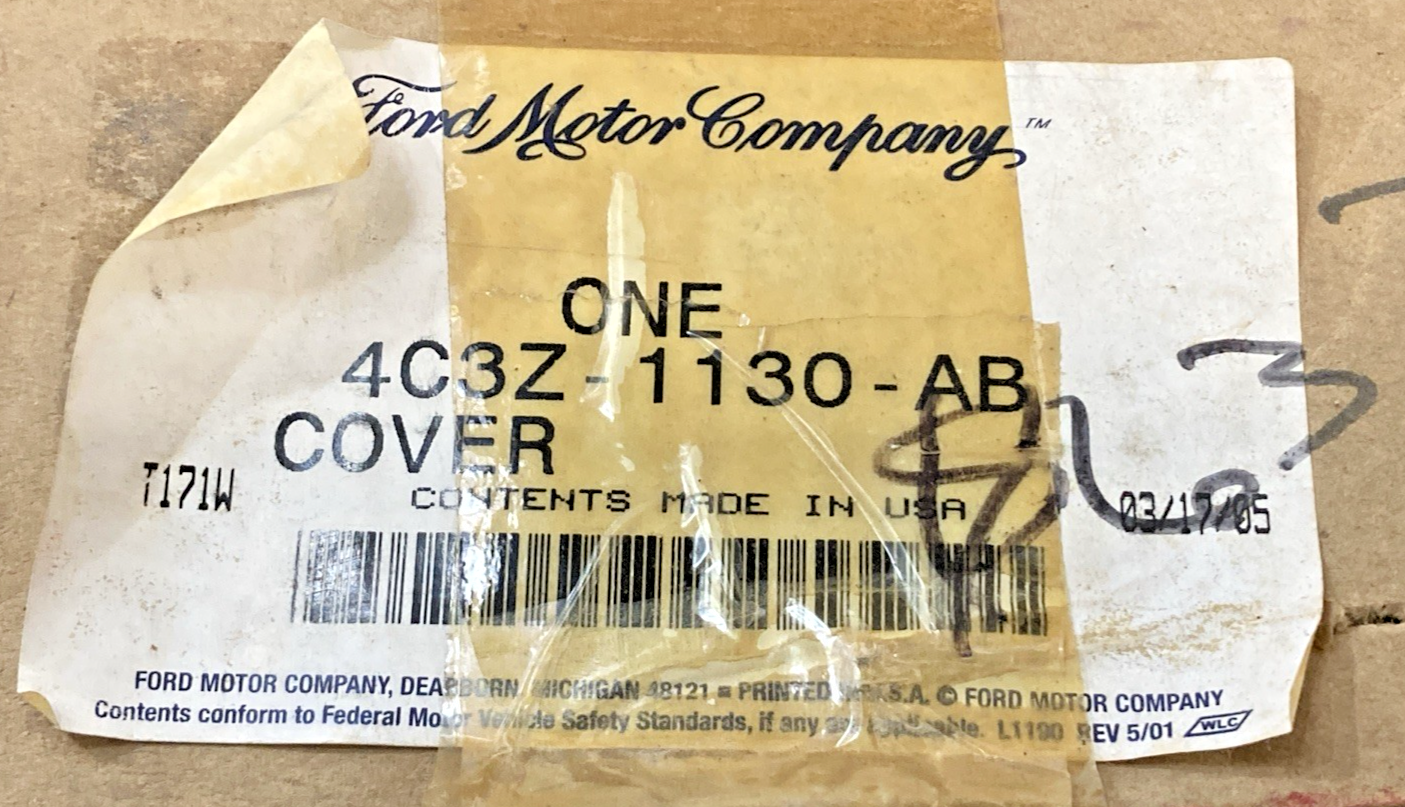 Ford Motor Company™
ONE
4C3Z-1130-AB
COVER
T171W
CONTENTS MADE IN USA
03/17/05
FORD MOTOR COMPANY, DEARBORN, MICHIGAN 48121 ■ PRINTED IN U.S.A. © FORD MOTOR COMPANY
Contents conform to Federal Motor Vehicle Safety Standards, if any are applicable. L1190 REV 5/01 WLC